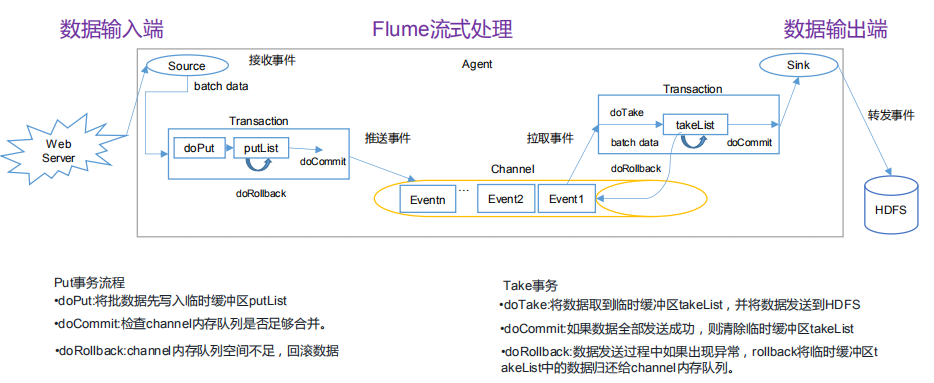 数据输入端
Flume流式处理
数据输出端
Source
接收事件
Agent
Sink
batch data
Transaction
Transaction
doTake
转发事件
Web
Server
doPut
putList
doCommit
推送事件
拉取事件
takeList
batch data
doCommit
doRollback
Channel
doRollback
Eventn
...
Event2
Event1
HDFS
Put事务流程
•doPut:将批数据先写入临时缓冲区putList
•doCommit:检查channel内存队列是否足够合并。
•doRollback:channel内存队列空间不足，回滚数据
Take事务
•doTake:将数据取到临时缓冲区takeList，并将数据发送到HDFS
•doCommit:如果数据全部发送成功，则清除临时缓冲区takeList
•doRollback:数据发送过程中如果出现异常，rollback将临时缓冲区t
akeList中的数据归还给channel内存队列。